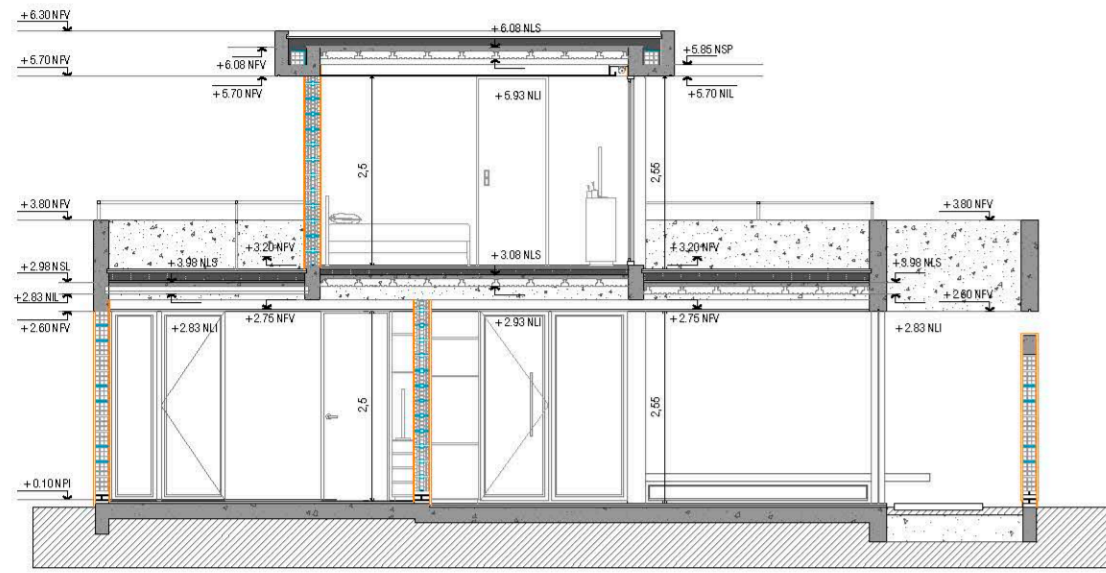 +6.30 NFV
+6.08 NLS
+5.70 NFV
+6.08 NFV
+5.85 NSP
+5.70 NFV
+5.93 NLI
+5.70 NIL
2,5
2,55
+3.80 NFV
+3.80 NFV
+3.20 NFV
+3.08 NLS
+3.20 NFV
+2.98 NSL
+3.98 NLS
+3.98 NLS
+2.83 NIL
+2.60 NFV
+2.60 NFV
+2.83 NLI
+2.75 NFV
+2.93 NLI
+2.75 NFV
+2.83 NLI
2,5
2,55
+0.10 NPI